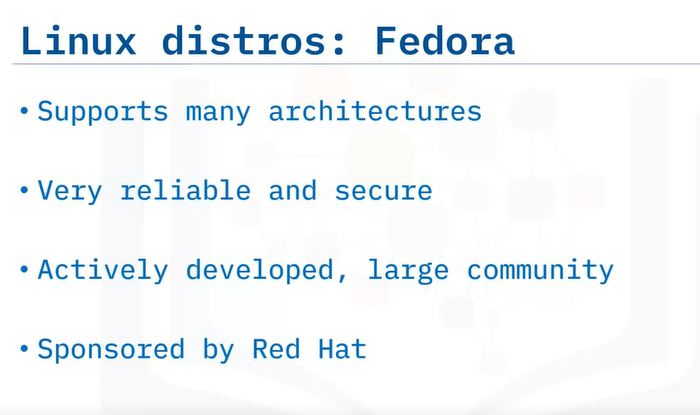 Linux distros: Fedora
• Supports many architectures
• Very reliable and secure
• Actively developed, large community
• Sponsored by Red Hat